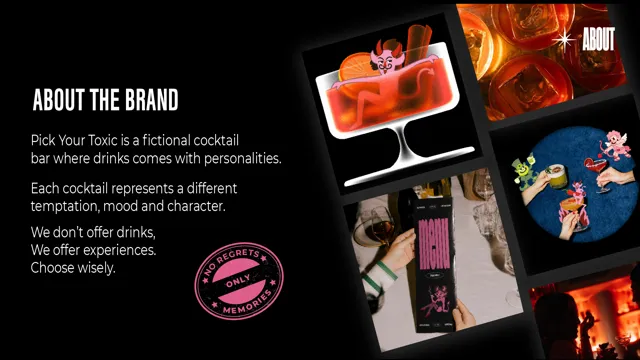 ABOUT
ABOUT THE BRAND
Pick Your Toxic is a fictional cocktail
bar where drinks comes with personalities.
Each cocktail represents a different
temptation, mood and character.
We don't offer drinks,
We offer experiences.
Choose wisely.
NO REGRETS
ONLY
MEMORIES
menu